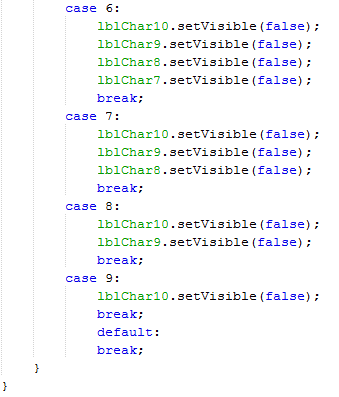 case 6:
lblChar10.setVisible(false);
lblChar9.setVisible(false);
lblChar8.setVisible(false);
lblChar7.setVisible(false);
break;
case 7:
lblChar10.setVisible(false);
lblChar9.setVisible(false);
lblChar8.setVisible(false);
break;
case 8:
lblChar10.setVisible(false);
lblChar9.setVisible(false);
break;
case 9:
lblChar10.setVisible(false);
break;
default:
break;
}
}